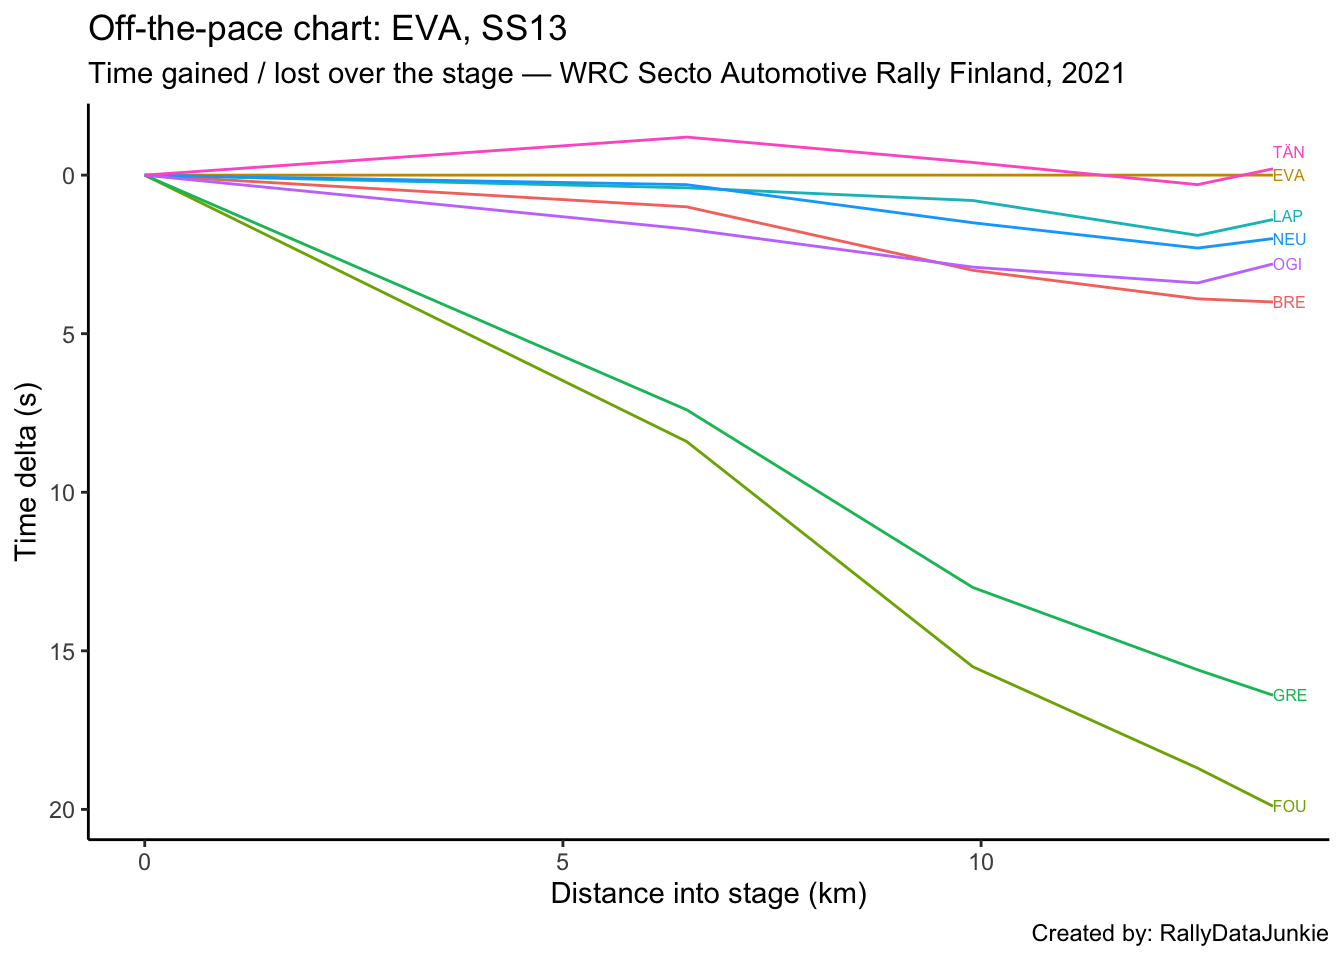 Off-the-pace chart: EVA, SS13
Time gained / lost over the stage — WRC Secto Automotive Rally Finland, 2021
TÄN
0
EVA
LAP
NEU
OGI
BRE
5
Time delta (s)
10
15
GRE
20
FOU
0 5 10
Distance into stage (km)
Created by: RallyDataJunkie